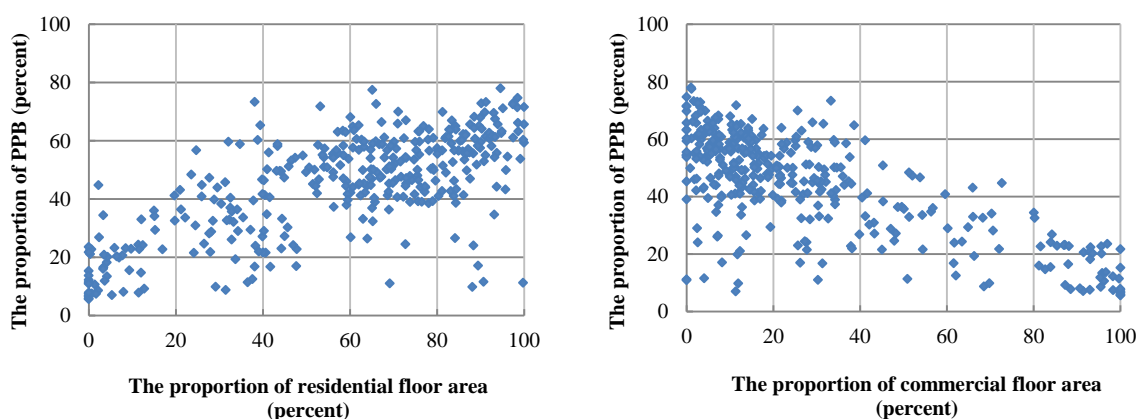 The proportion of PPB (percent)
100
80
60
40
20
0
0 20 40 60 80 100
The proportion of residential floor area
(percent)
The proportion of PPB (percent)
100
80
60
40
20
0
0 20 40 60 80 100
The proportion of commercial floor area
(percent)